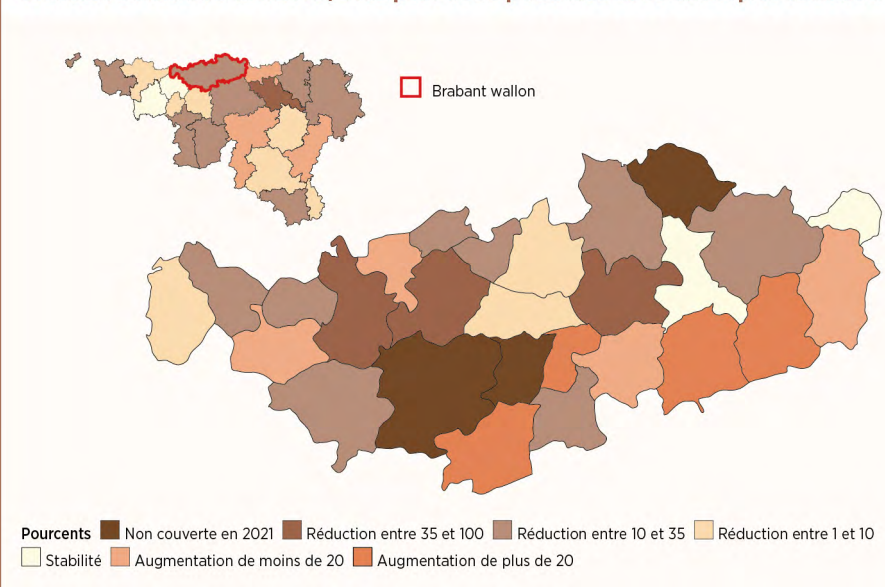 Brabant wallon
Pourcents Non couverte en 2021 Réduction entre 35 et 100 Réduction entre 10 et 35 Réduction entre 1 et 10
Stabilité Augmentation de moins de 20 Augmentation de plus de 20